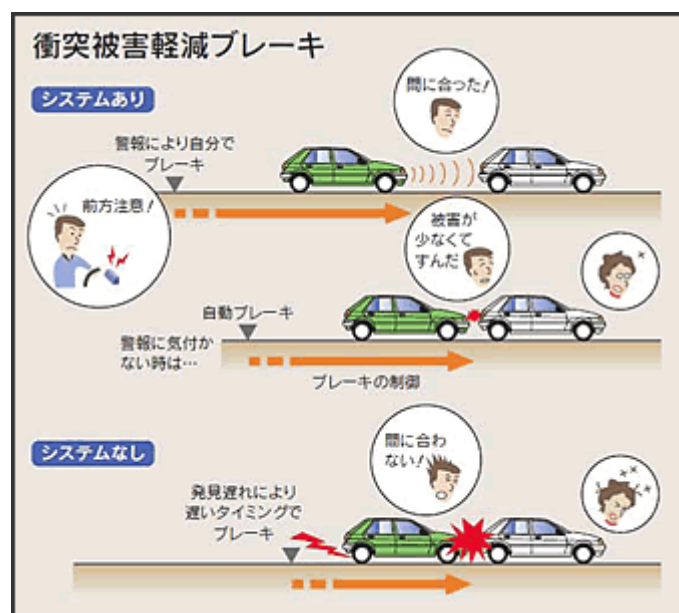 衝突被害軽減ブレーキ
システムあり
間に合った!
警報により自分で
ブレーキ
前方注意!
被害が
少なくて
すんだ
自動ブレーキ
警報に気付か
ない時は…
ブレーキの制御
システムなし
間に合わ
ない!
発見遅れにより
遅いタイミングで
ブレーキ